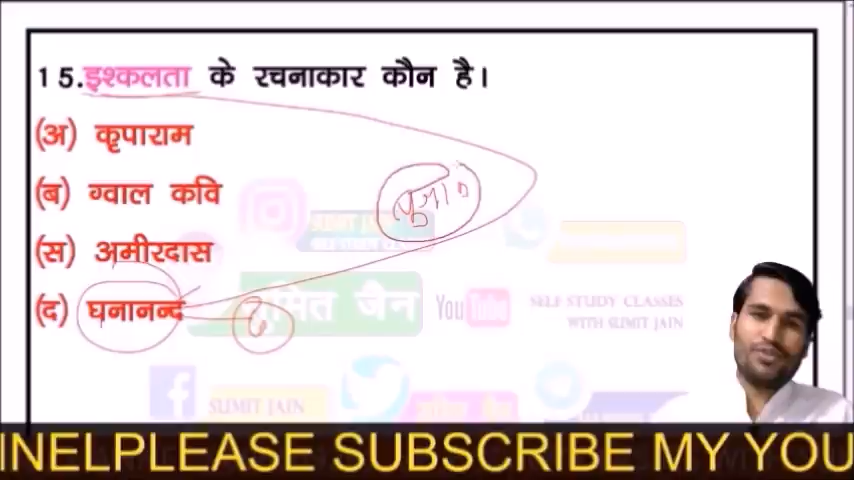 15.इश्कलता के रचनाकार कौन है।
(अ) कृपाराम
(ब) ग्वाल कवि
(स) अमीरदास
(द) घनानन्द
सुमित जैन
YouTube
SELF STUDY CLASSES
WITH SUMIT JAIN
SUMIT JAIN
INELPLEASE SUBSCRIBE MY YOU